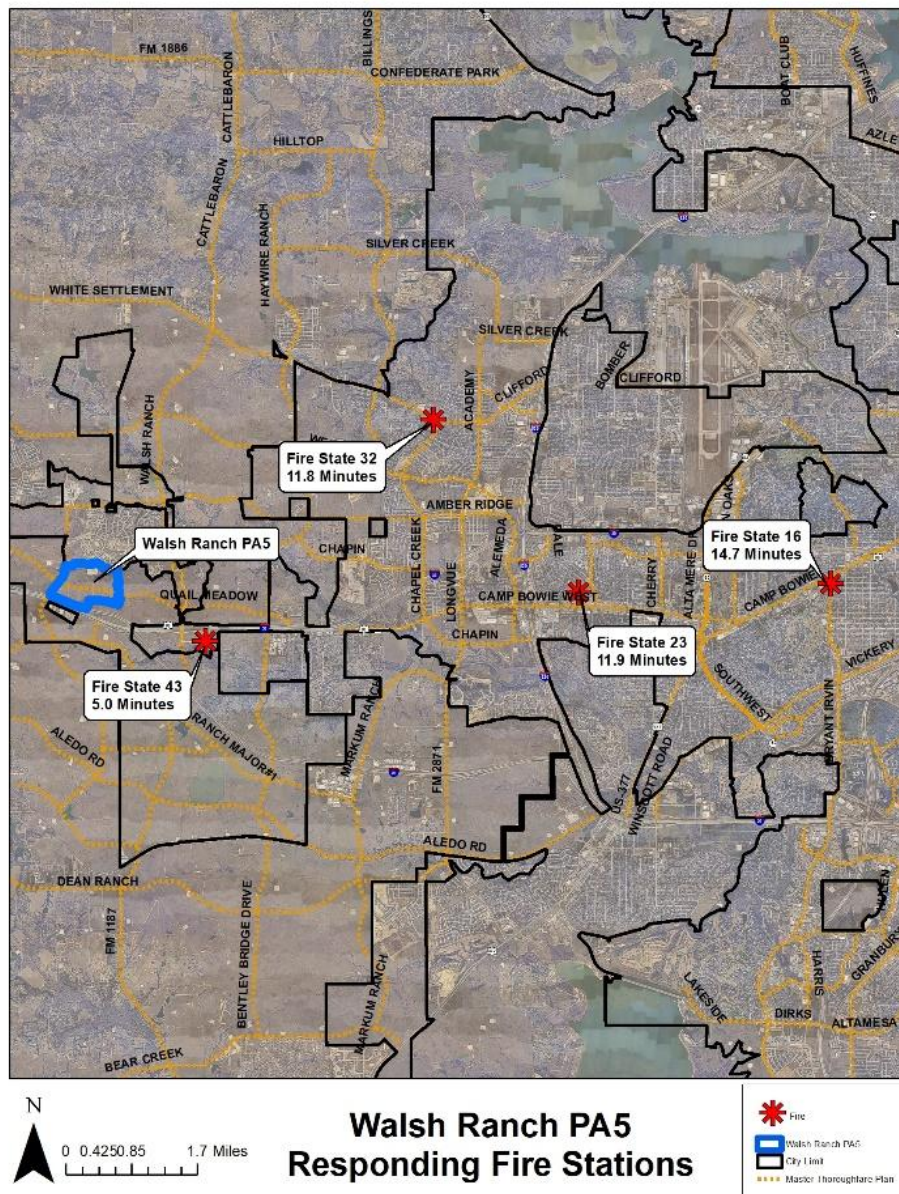 FM 1886
CATTLEBARON
BILLINGS
CONFEDERATE PARK
BOAT CLUB
HUFFINES
AZLE
HILLTOP
CATTLEBARON
HAYWIRE RANCH
SILVER CREEK
WHITE SETTLEMENT
SILVER CREEK
BOMBER
CLIFFORD
CLIFFORD
ACADEMY
WALSH RANCH
Fire State 32
11.8 Minutes
AMBER RIDGE
Fire State 16
14.7 Minutes
Walsh Ranch PA5
CHAPIN
CHAPEL CREEK
LONGVUE
ALEMEDA
DALE
CHERRY
ALTAMERE DR
CAMP BOWIE
QUAIL MEADOW
CAMP BOWIE WEST
CHAPIN
Fire State 23
11.9 Minutes
VICKERY
Fire State 43
5.0 Minutes
SOUTHWEST
BRYANT IRVIN
RANCH MAJOR#1
MARKUM RANCH
ALEDO RD
FM 2871
US-377
WINSCOTT ROAD
ALEDO RD
DEAN RANCH
FM 1187
BENTLEY BRIDGE DRIVE
HULEN
GRANBURY
HARRIS
MARKUM RANCH
LAKESIDE
DIRKS
ALTAMESA
BEAR CREEK
N
0 0.4250.85 1.7 Miles
Walsh Ranch PA5
Responding Fire Stations
Fire
Walsh Ranch PA5
City Limit
Master Thoroughfare Plan